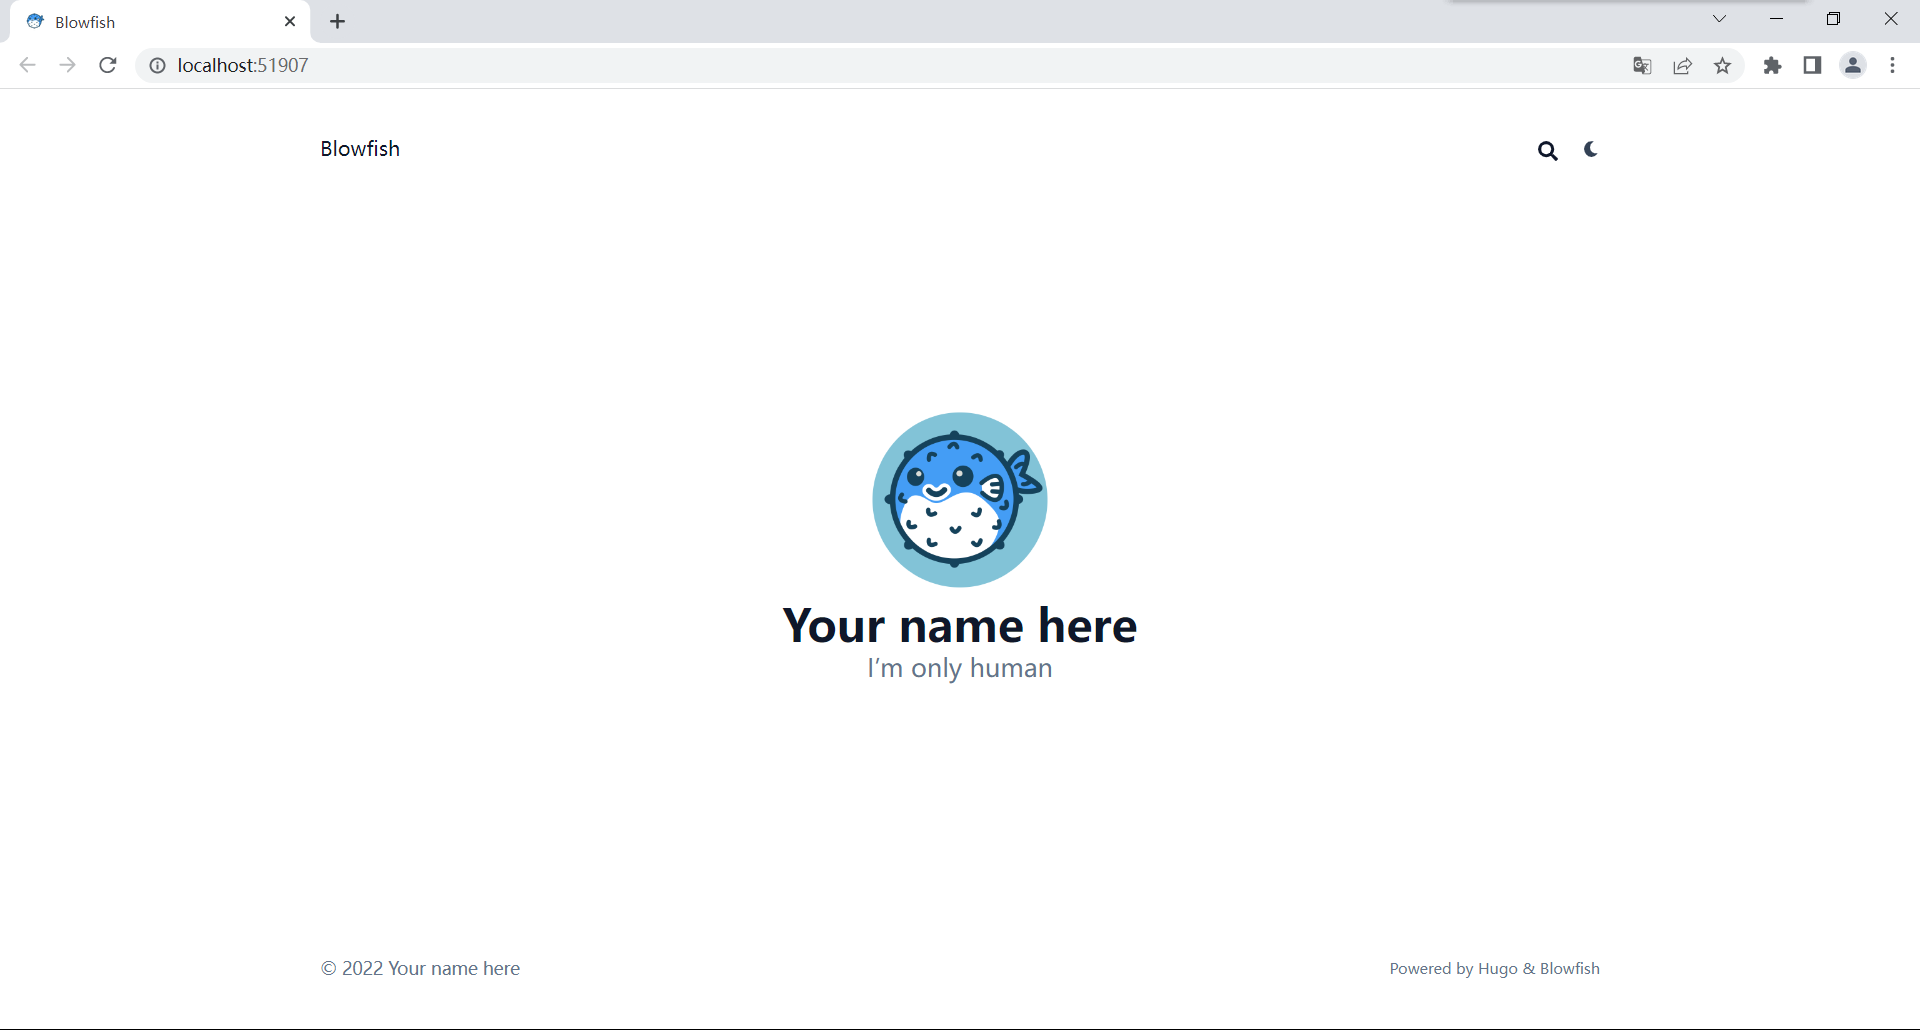 Blowfish
localhost:51907
Blowfish
Your name here
I’m only human
© 2022 Your name here
Powered by Hugo & Blowfish